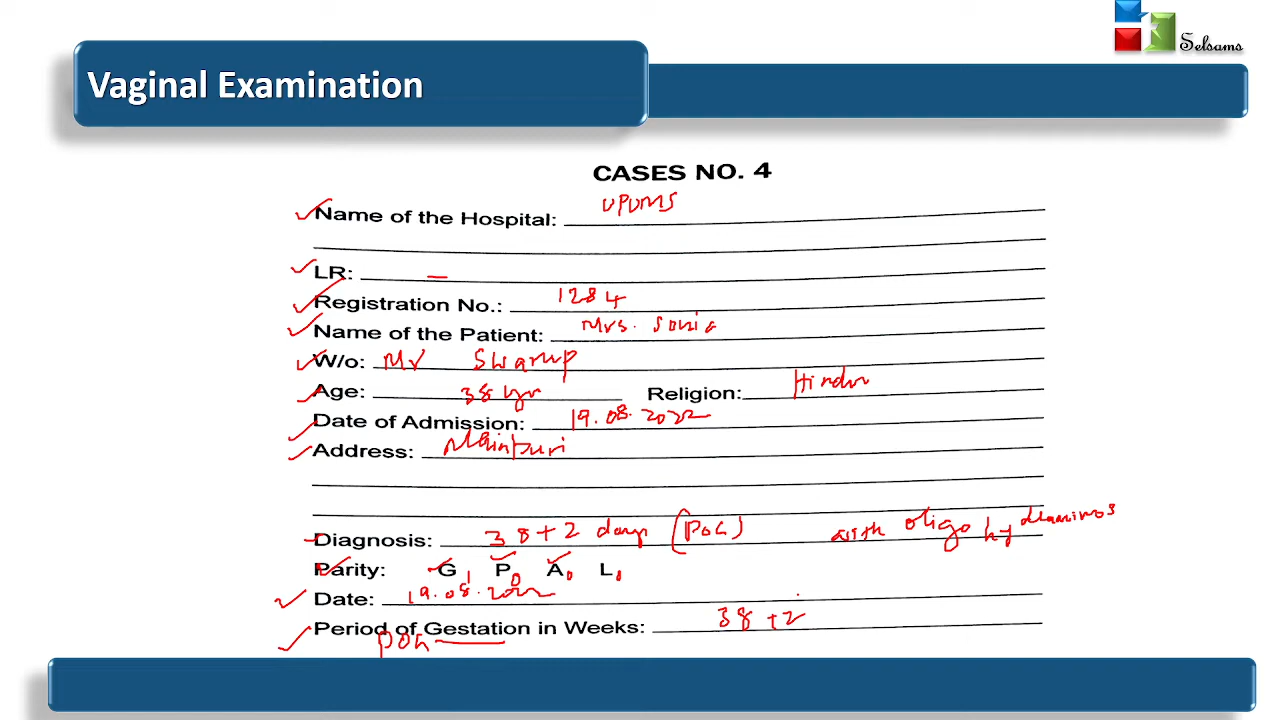 Selsams
Vaginal Examination
CASES NO. 4
Name of the Hospital: UPUMS
LR: –
Registration No.: 1284
Name of the Patient: Mrs. Sonia
W/o: Mr Swarup
Age: 38 yr Religion: Hindu
Date of Admission: 19.08.2022
Address: Mainpuri
Diagnosis: 38+2 days (POG) with oligohydramnios
Parity: G1 P0 A0 L0
Date: 19.08.2022
Period of Gestation in Weeks: 38+2
POG